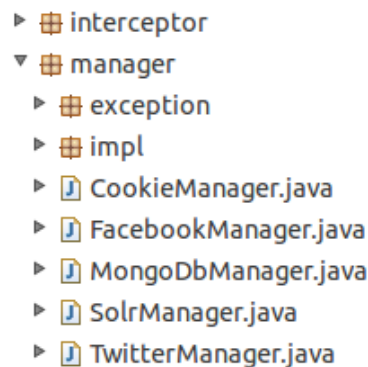 interceptor
manager
exception
impl
CookieManager.java
FacebookManager.java
MongoDbManager.java
SolrManager.java
TwitterManager.java